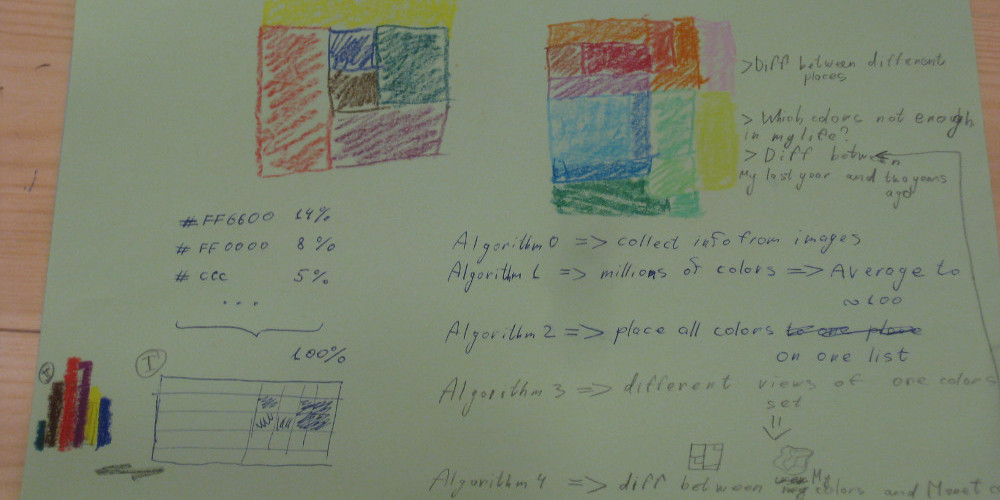 >Diff between different
places
> Which colors not enough
in my life?
> Diff between
My last year and two years
ago
#FF6600 14%
#FF0000 8%
#ccc 5%
...
100%
Algorithm 0 => collect info from images
Algorithm 1 => millions of colors => Average to
~100
Algorithm 2 => place all colors to one place
on one list
Algorithm 3 => different views of one colors
set
Algorithm 4 => diff between My colors and Monet
I